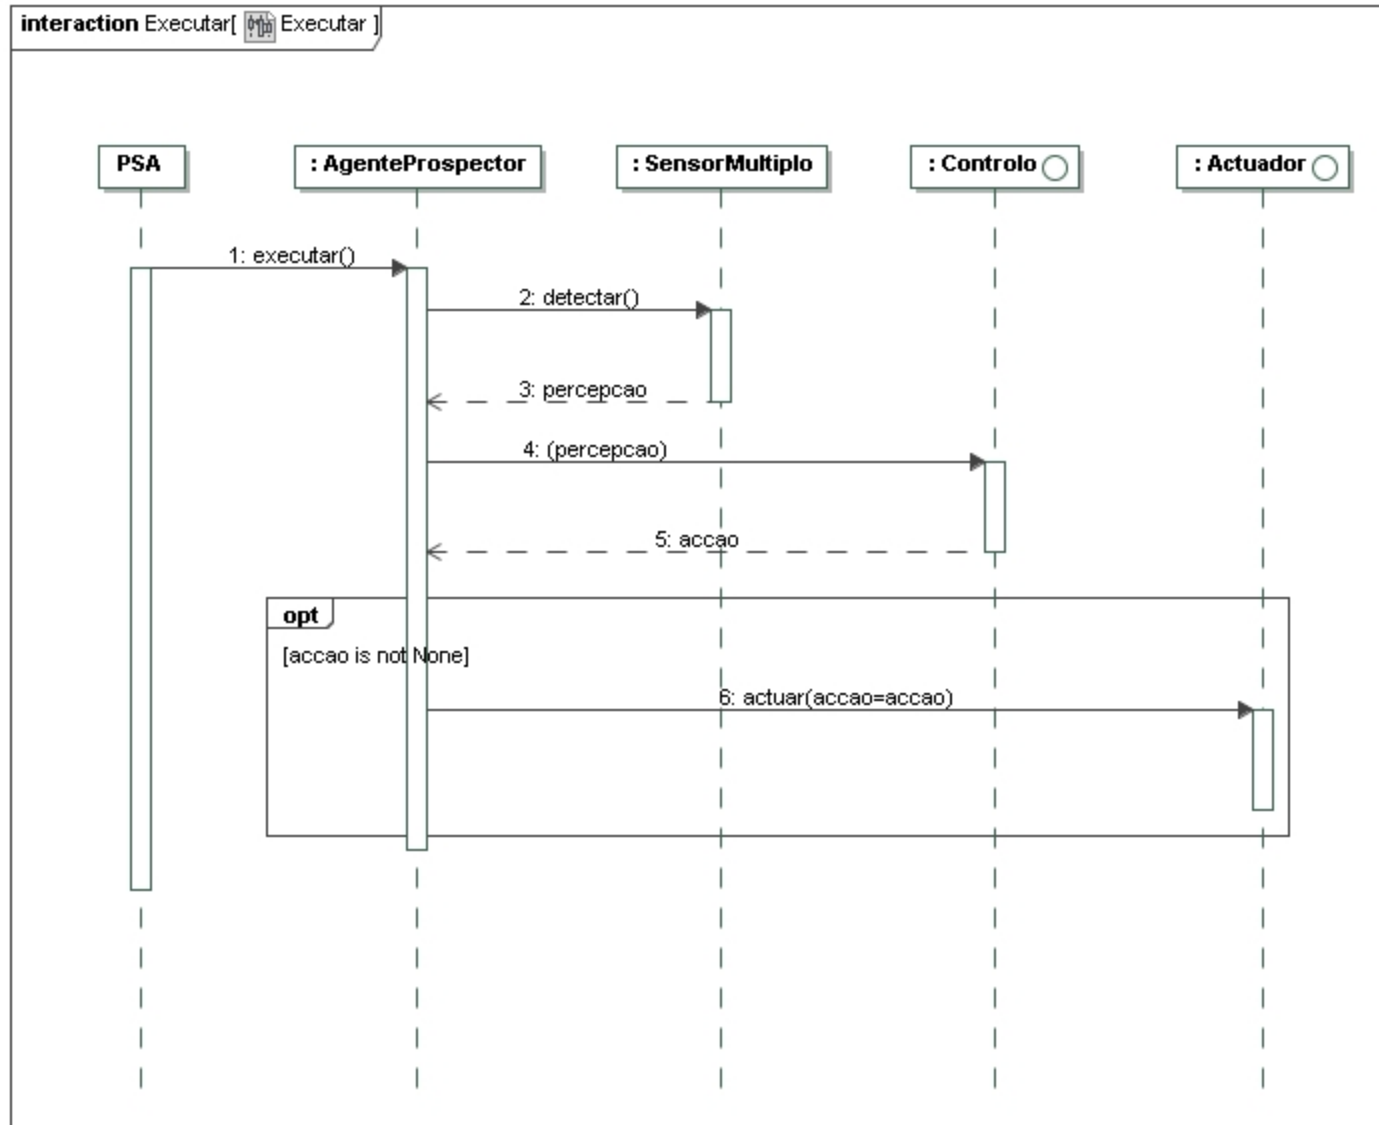 interaction Executar[ Executar ]
PSA
: AgenteProspector
: SensorMultiplo
: Controlo
: Actuador
1: executar()
2: detectar()
3: percepcao
4: (percepcao)
5: accao
opt
[accao is not None]
6: actuar(accao=accao)